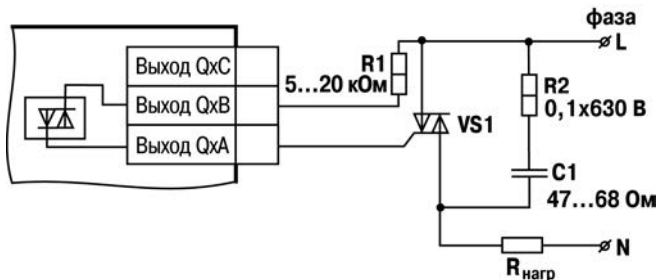 фаза
L
Выход QxC
R1
5...20 кОм
R2
0,1x630 В
Выход QxB
VS1
Выход QxA
C1
47...68 Ом
N
Rнагр